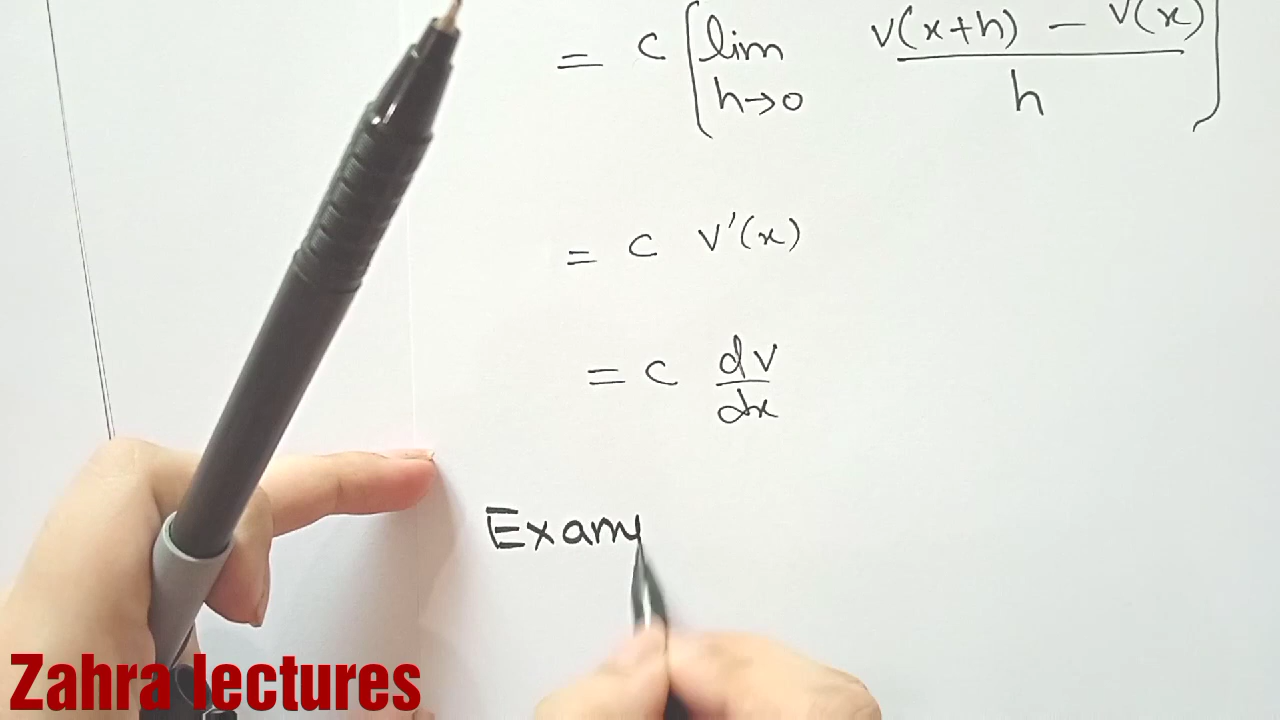 = c [lim v(x+h) - v(x)
h→0 h ]
= c v'(x)
= c dv
dx
Exam
Zahra lectures